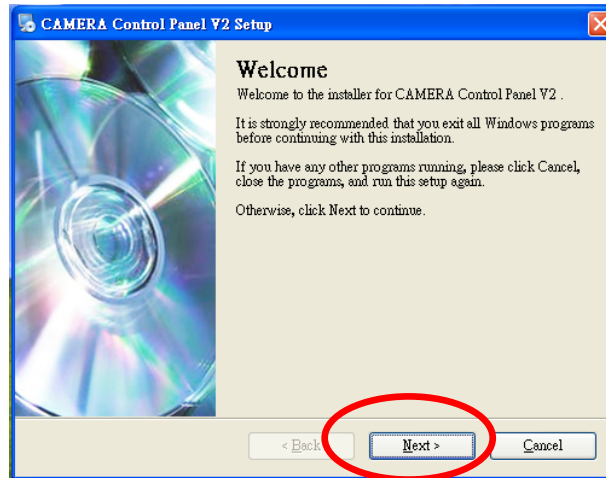 CAMERA Control Panel V2 Setup
Welcome
Welcome to the installer for CAMERA Control Panel V2 .
It is strongly recommended that you exit all Windows programs
before continuing with this installation.
If you have any other programs running, please click Cancel,
close the programs, and run this setup again.
Otherwise, click Next to continue.
< Back
Next >
Cancel